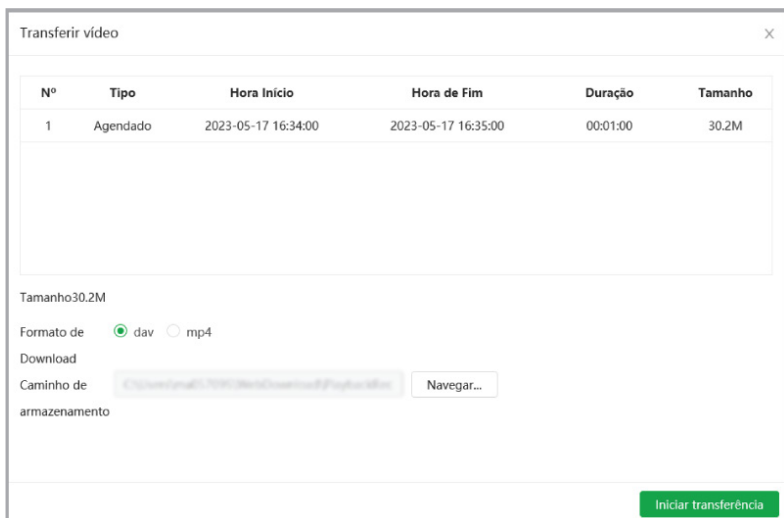 Transferir vídeo
Nº Tipo Hora Início Hora de Fim Duração Tamanho
1 Agendado 2023-05-17 16:34:00 2023-05-17 16:35:00 00:01:00 30.2M
Tamanho30.2M
Formato de dav mp4
Download
Caminho de Navegar...
armazenamento
Iniciar transferência